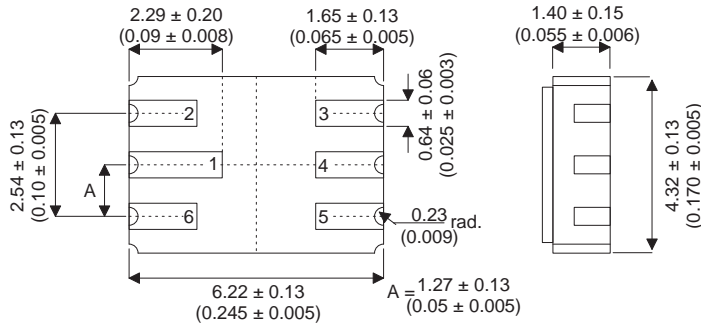 2.29 ± 0.20
(0.09 ± 0.008)
1.65 ± 0.13
(0.065 ± 0.005)
1.40 ± 0.15
(0.055 ± 0.006)
2
3
0.64 ± 0.06
(0.025 ± 0.003)
2.54 ± 0.13
(0.10 ± 0.005)
A
1
4
4.32 ± 0.13
(0.170 ± 0.005)
6
5
0.23 rad.
(0.009)
6.22 ± 0.13
(0.245 ± 0.005)
A = 1.27 ± 0.13
(0.05 ± 0.005)